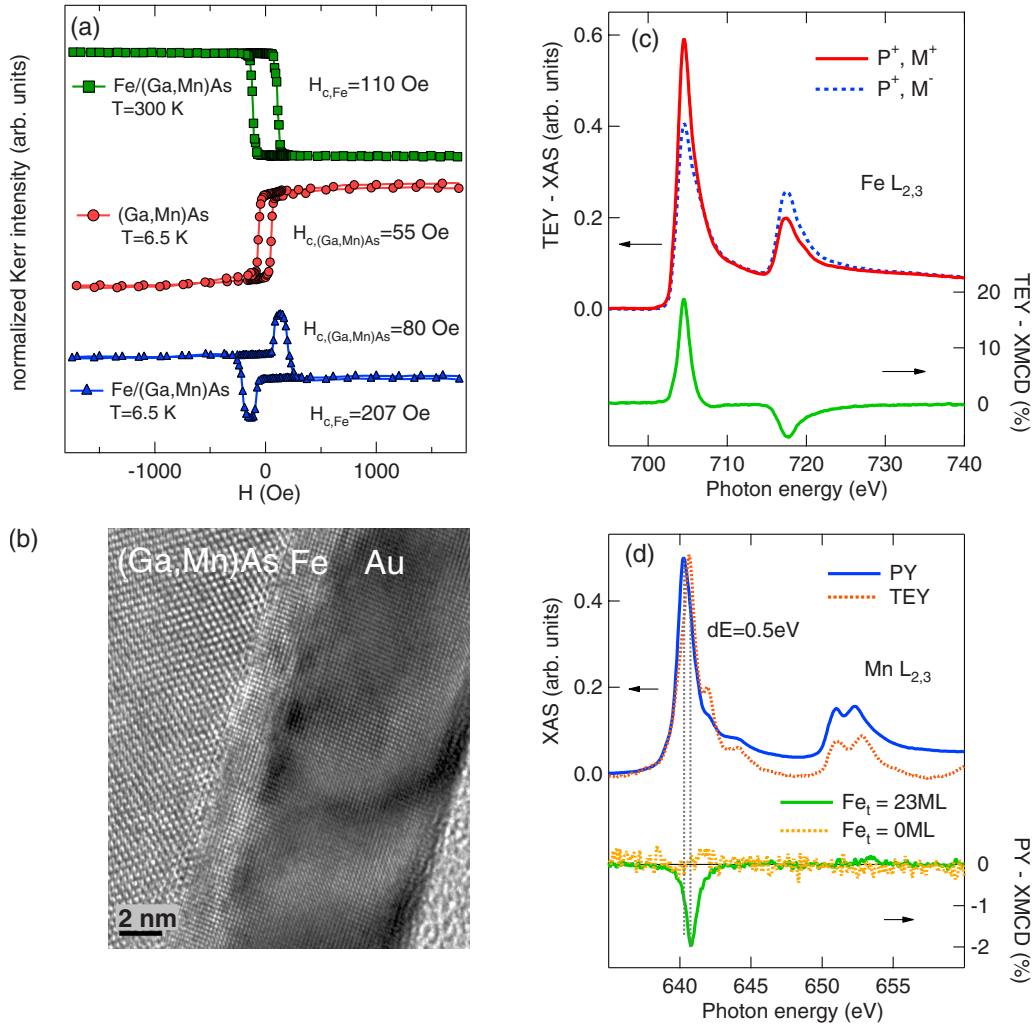 (a)
normalized Kerr intensity (arb. units)
Fe/(Ga,Mn)As
T=300 K
H_c,Fe=110 Oe
(Ga,Mn)As
T=6.5 K
H_c,(Ga,Mn)As=55 Oe
H_c,(Ga,Mn)As=80 Oe
Fe/(Ga,Mn)As
T=6.5 K
H_c,Fe=207 Oe
-1000 0 1000
H (Oe)
(b)
(Ga,Mn)As Fe Au
2 nm
(c)
TEY - XAS (arb. units)
0.6
0.4
0.2
0.0
P+, M+
P+, M-
Fe L2,3
20
10
0
TEY - XMCD (%)
700 710 720 730 740
Photon energy (eV)
(d)
XAS (arb. units)
0.4
0.2
0.0
PY
TEY
dE=0.5eV
Mn L2,3
Fe_t = 23ML
Fe_t = 0ML
0
-1
-2
PY - XMCD (%)
640 645 650 655
Photon energy (eV)